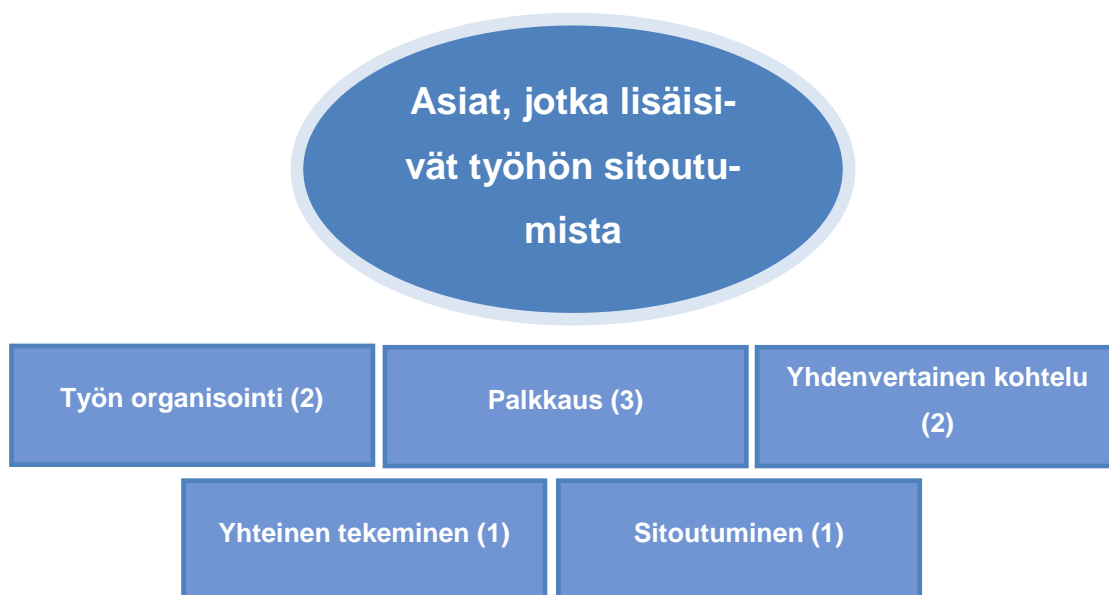 Asiat, jotka lisäisi-
vät työhön sitoutu-
mista
Työn organisointi (2)
Palkkaus (3)
Yhdenvertainen kohtelu
(2)
Yhteinen tekeminen (1)
Sitoutuminen (1)